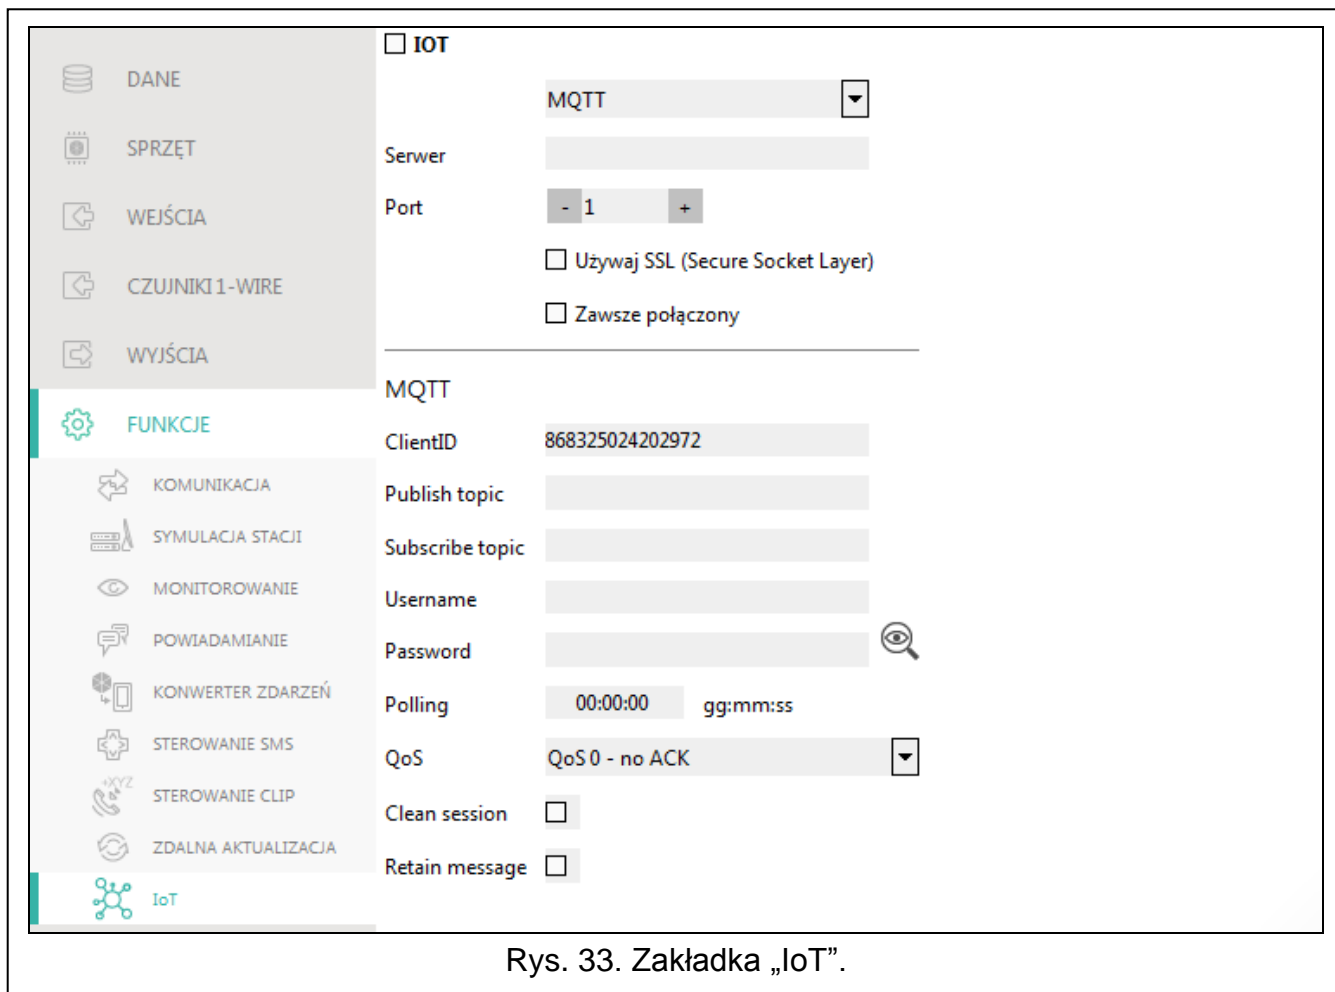 DANE
SPRZĘT
WEJŚCIA
CZUJNIKI 1-WIRE
WYJŚCIA
FUNKCJE
KOMUNIKACJA
SYMULACJA STACJI
MONITOROWANIE
POWIADAMIANIE
KONWERTER ZDARZEŃ
STEROWANIE SMS
+XYZ
STEROWANIE CLIP
ZDALNA AKTUALIZACJA
IoT
IOT
MQTT
Serwer
Port - 1 +
Używaj SSL (Secure Socket Layer)
Zawsze połączony
MQTT
ClientID 868325024202972
Publish topic
Subscribe topic
Username
Password
Polling 00:00:00 gg:mm:ss
QoS QoS 0 - no ACK
Clean session
Retain message
Rys. 33. Zakładka „IoT”.